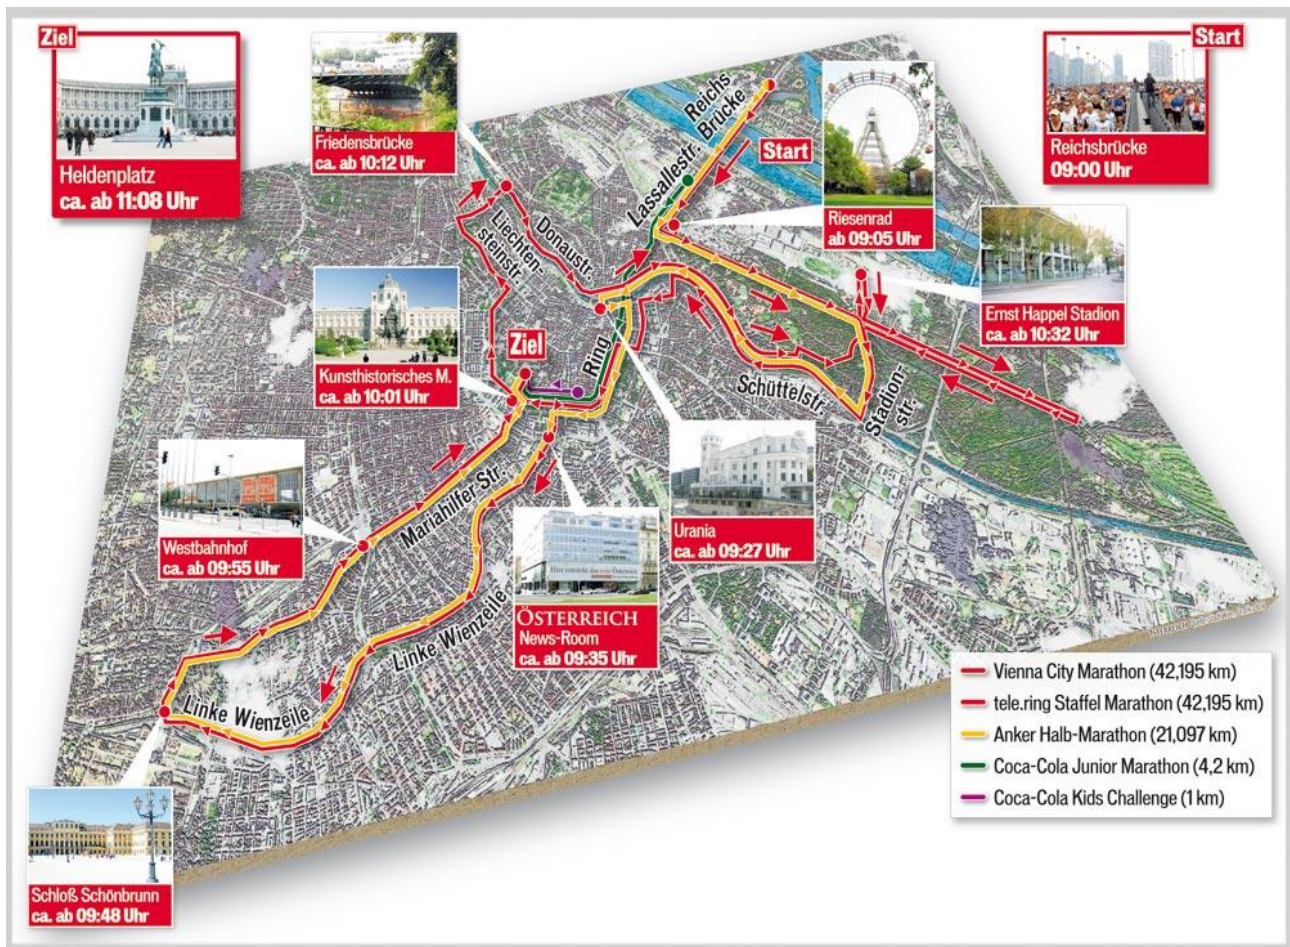 Ziel
Heldenplatz
ca. ab 11:08 Uhr
Friedensbrücke
ca. ab 10:12 Uhr
Reichs
Brücke
Lassallestr.
Start
Riesenrad
ab 09:05 Uhr
Start
Reichsbrücke
09:00 Uhr
Ernst Happel Stadion
ca. ab 10:32 Uhr
Liechten-
steinstr.
Donaustr.
Kunsthistorisches M.
ca. ab 10:01 Uhr
Ziel
Ring
Schüttelstr.
Stadion-
str.
Westbahnhof
ca. ab 09:55 Uhr
Mariahilfer Str.
Urania
ca. ab 09:27 Uhr
ÖSTERREICH
News-Room
ca. ab 09:35 Uhr
Linke Wienzeile
Linke Wienzeile
Schloß Schönbrunn
ca. ab 09:48 Uhr
Vienna City Marathon (42,195 km)
tele.ring Staffel Marathon (42,195 km)
Anker Halb-Marathon (21,097 km)
Coca-Cola Junior Marathon (4,2 km)
Coca-Cola Kids Challenge (1 km)